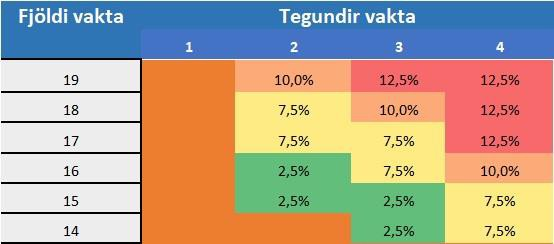 Fjöldi vakta Tegundir vakta
1 2 3 4
19 10,0% 12,5% 12,5%
18 7,5% 10,0% 12,5%
17 7,5% 7,5% 12,5%
16 2,5% 7,5% 10,0%
15 2,5% 2,5% 7,5%
14 2,5% 7,5%